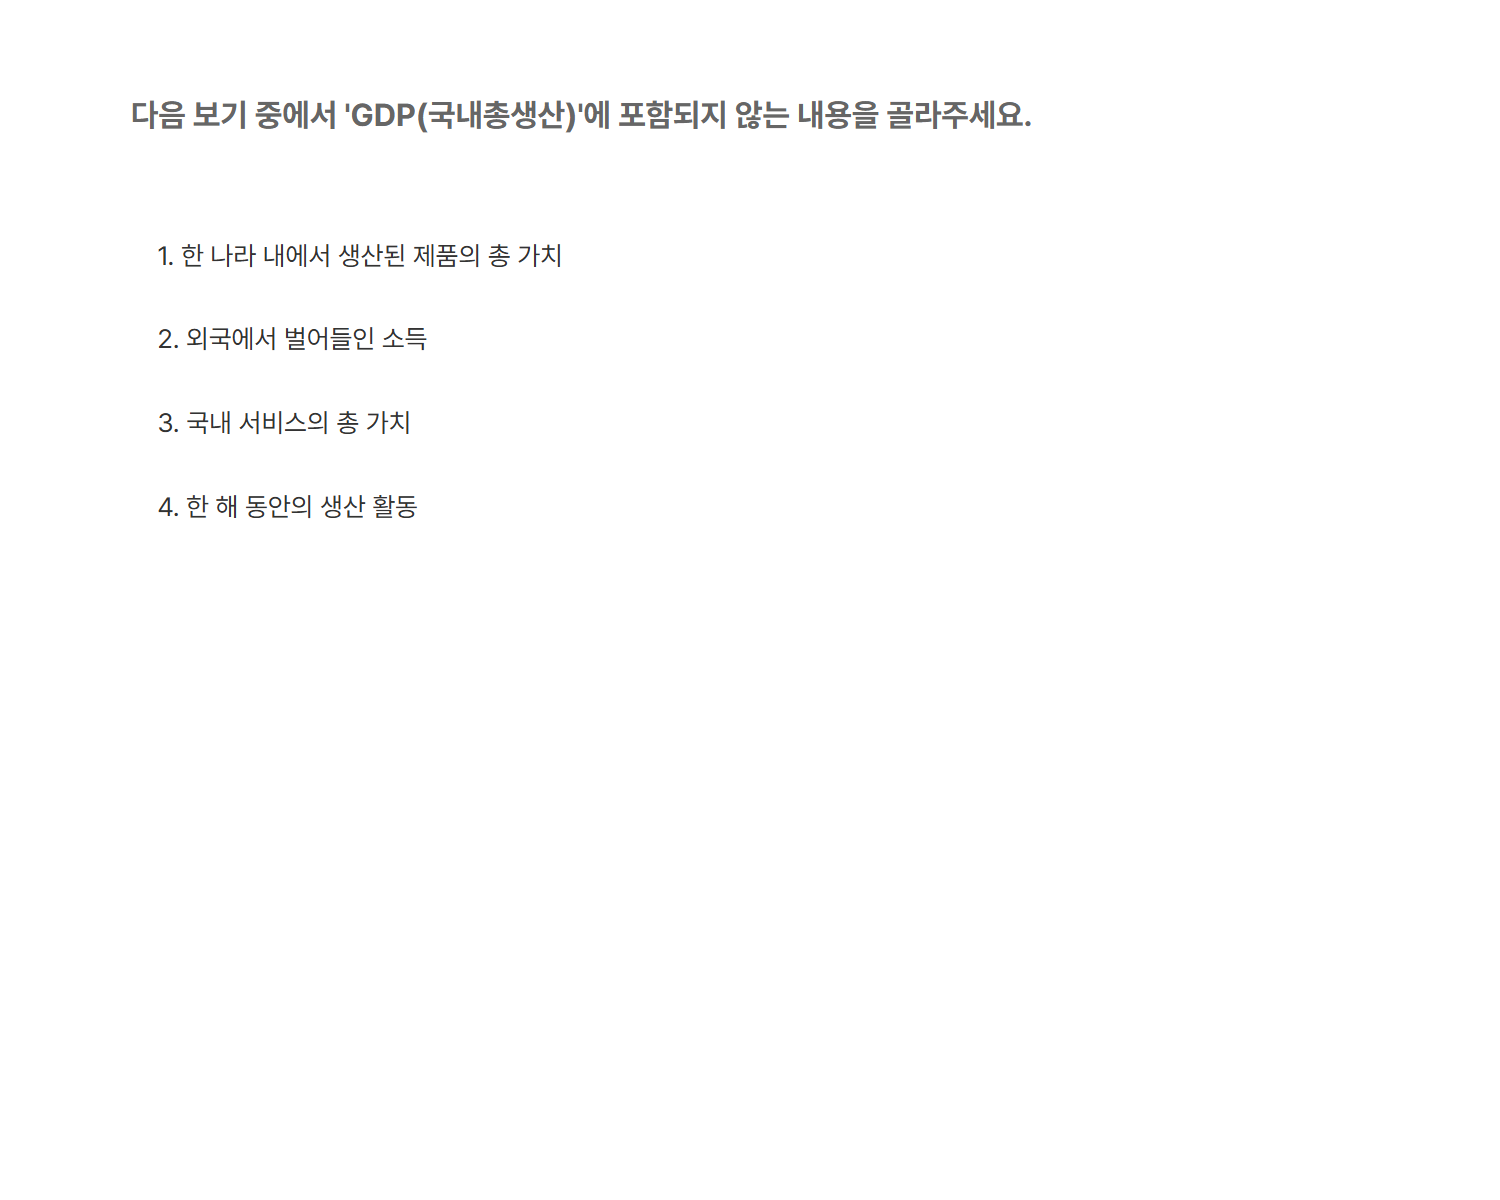 다음 보기 중에서 'GDP(국내총생산)'에 포함되지 않는 내용을 골라주세요.
1. 한 나라 내에서 생산된 제품의 총 가치
2. 외국에서 벌어들인 소득
3. 국내 서비스의 총 가치
4. 한 해 동안의 생산 활동